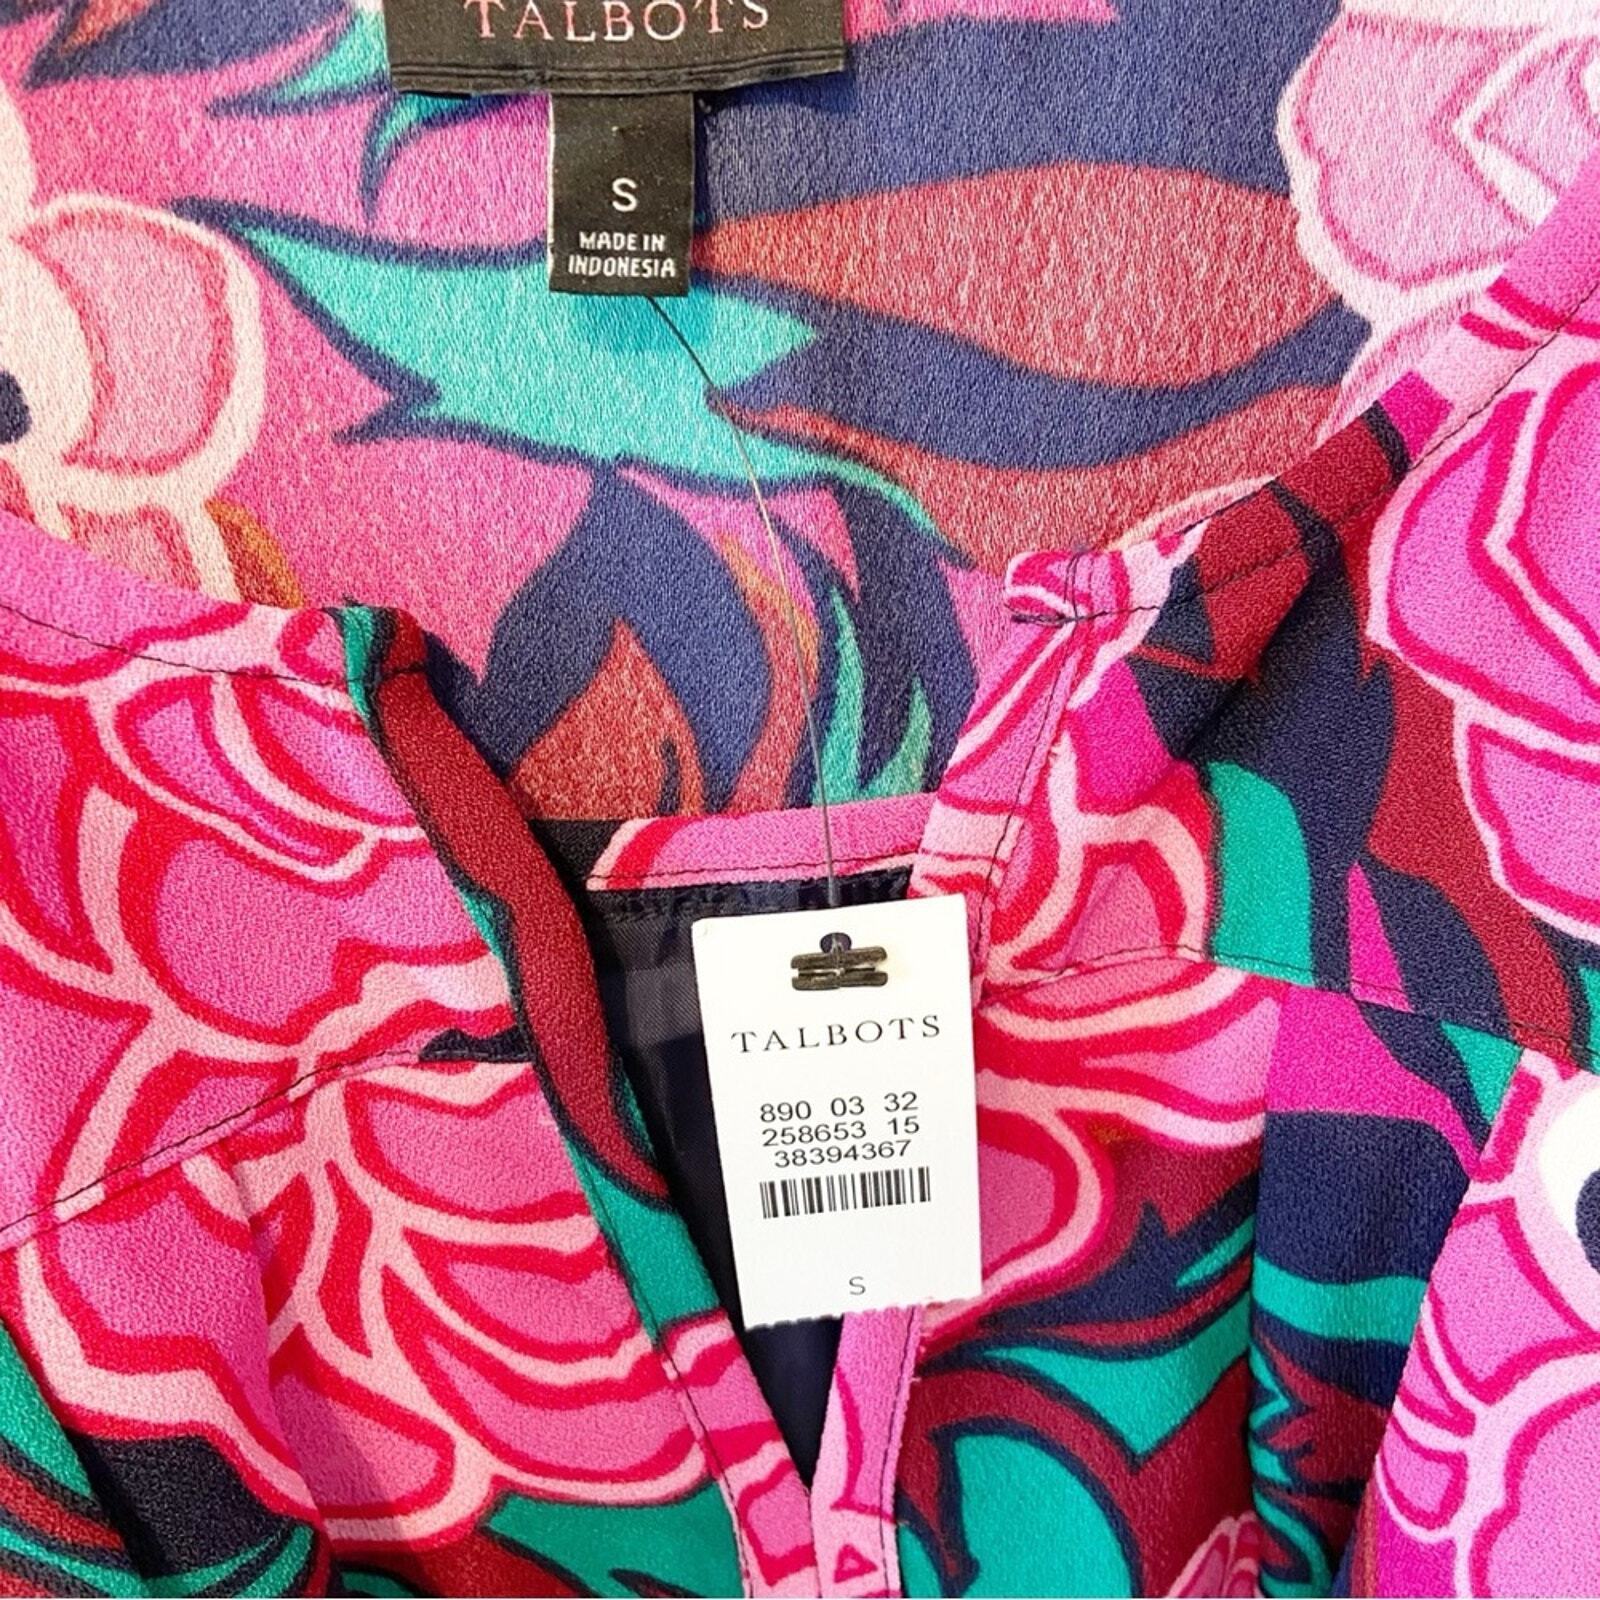 TALBOTS
S
MADE IN
INDONESIA
TALBOTS
890 03 32
258653 15
38394367
S